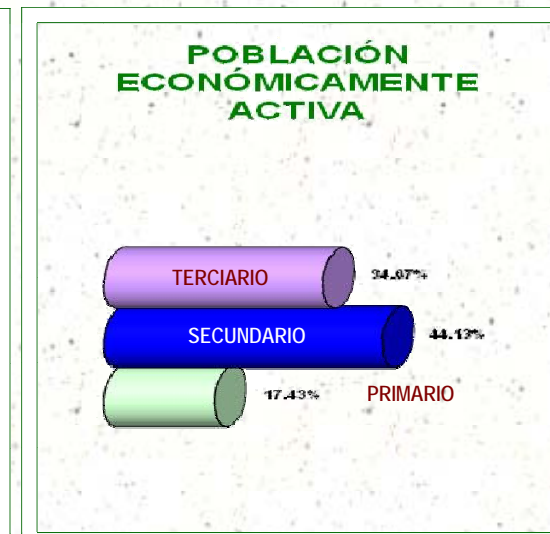 POBLACIÓN
ECONÓMICAMENTE
ACTIVA
TERCIARIO
34.07%
SECUNDARIO
44.13%
17.43%
PRIMARIO